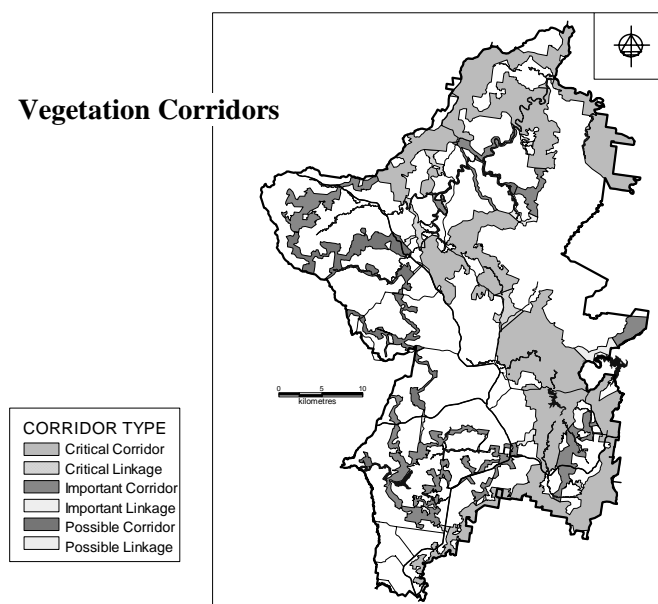 Vegetation Corridors
0 5 10
kilometres
CORRIDOR TYPE
Critical Corridor
Critical Linkage
Important Corridor
Important Linkage
Possible Corridor
Possible Linkage